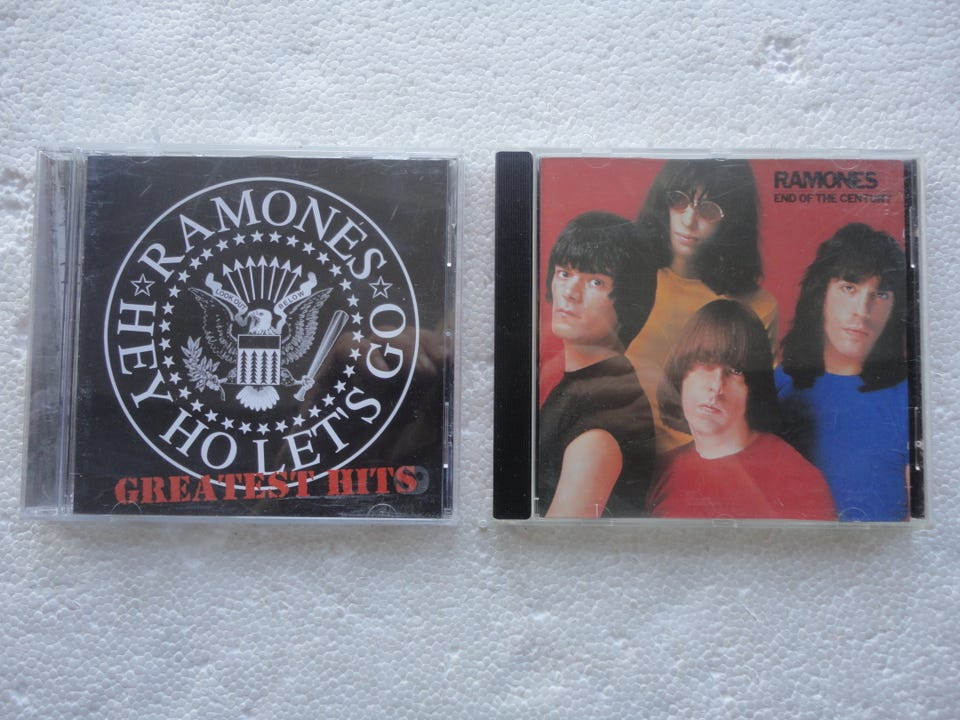 RAMONES
HEY HO LET'S GO
LOOK OUT BELOW
GREATEST HITS
RAMONES
END OF THE CENTURY